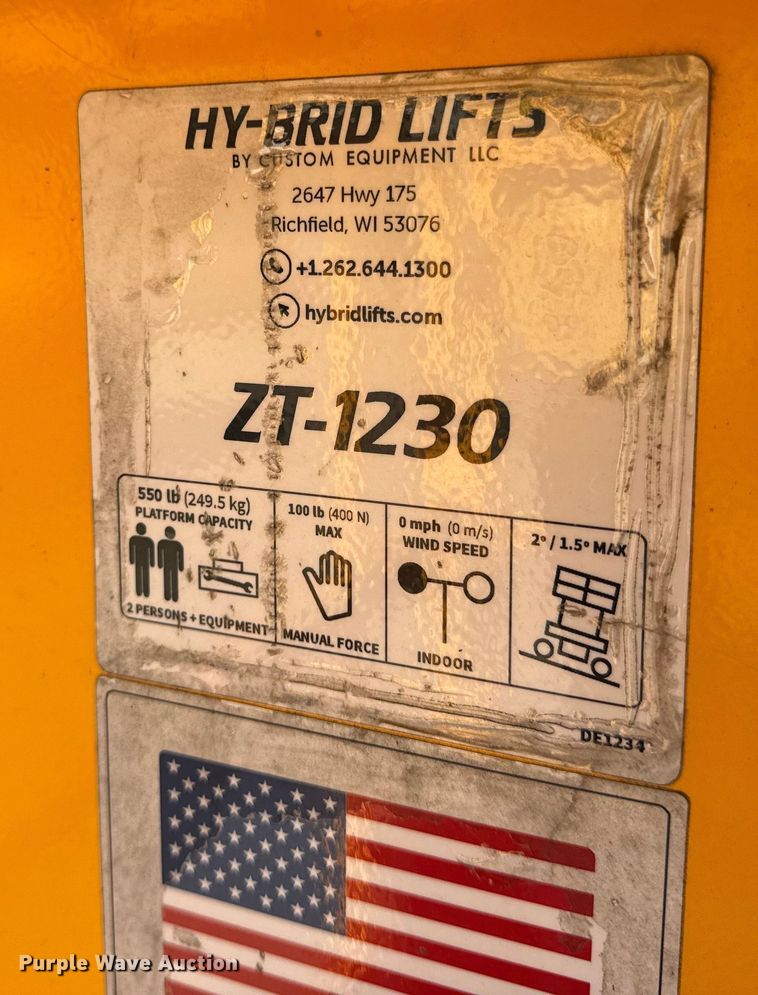 HY-BRID LIFTS
BY CUSTOM EQUIPMENT LLC
2647 Hwy 175
Richfield, WI 53076
+1.262.644.1300
hybridlifts.com
ZT-1230
550 lb (249.5 kg)
PLATFORM CAPACITY
2 PERSONS + EQUIPMENT
100 lb (400 N)
MAX
MANUAL FORCE
0 mph (0 m/s)
WIND SPEED
INDOOR
2° / 1.5° MAX
DE1234
Purple Wave Auction